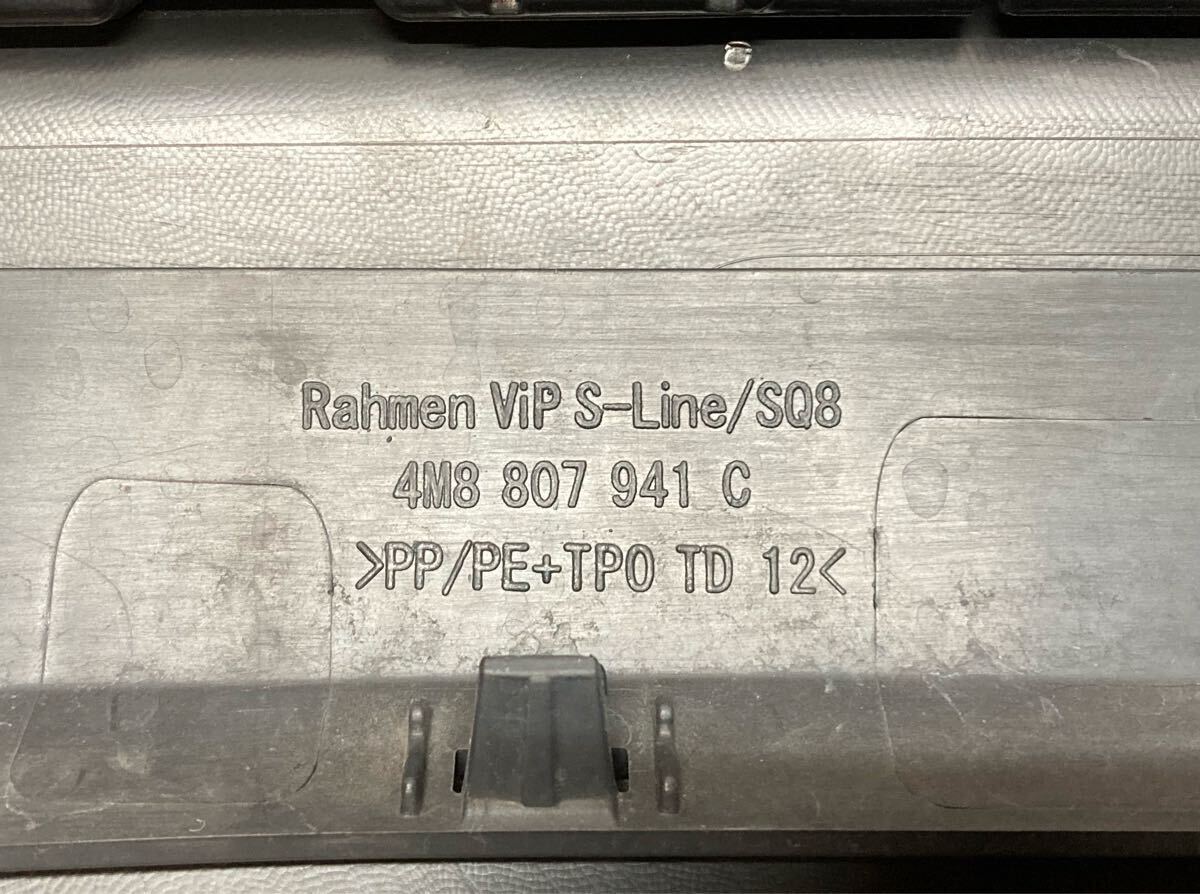 Rahmen ViP S-Line/SQ8
4M8 807 941 C
>PP/PE+TPO TD 12<